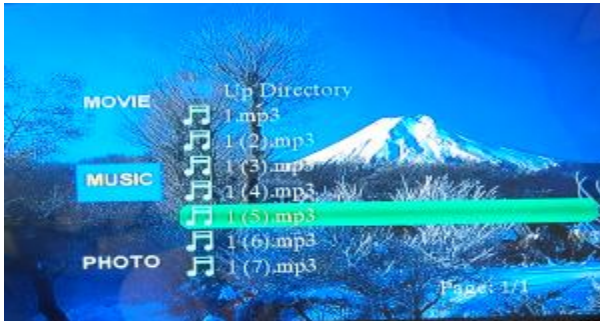 MOVIE
MUSIC
PHOTO
Up Directory
1.mp3
1 (2).mp3
1 (3).mp3
1 (4).mp3
1 (5).mp3
1 (6).mp3
1 (7).mp3
Page: 1/1